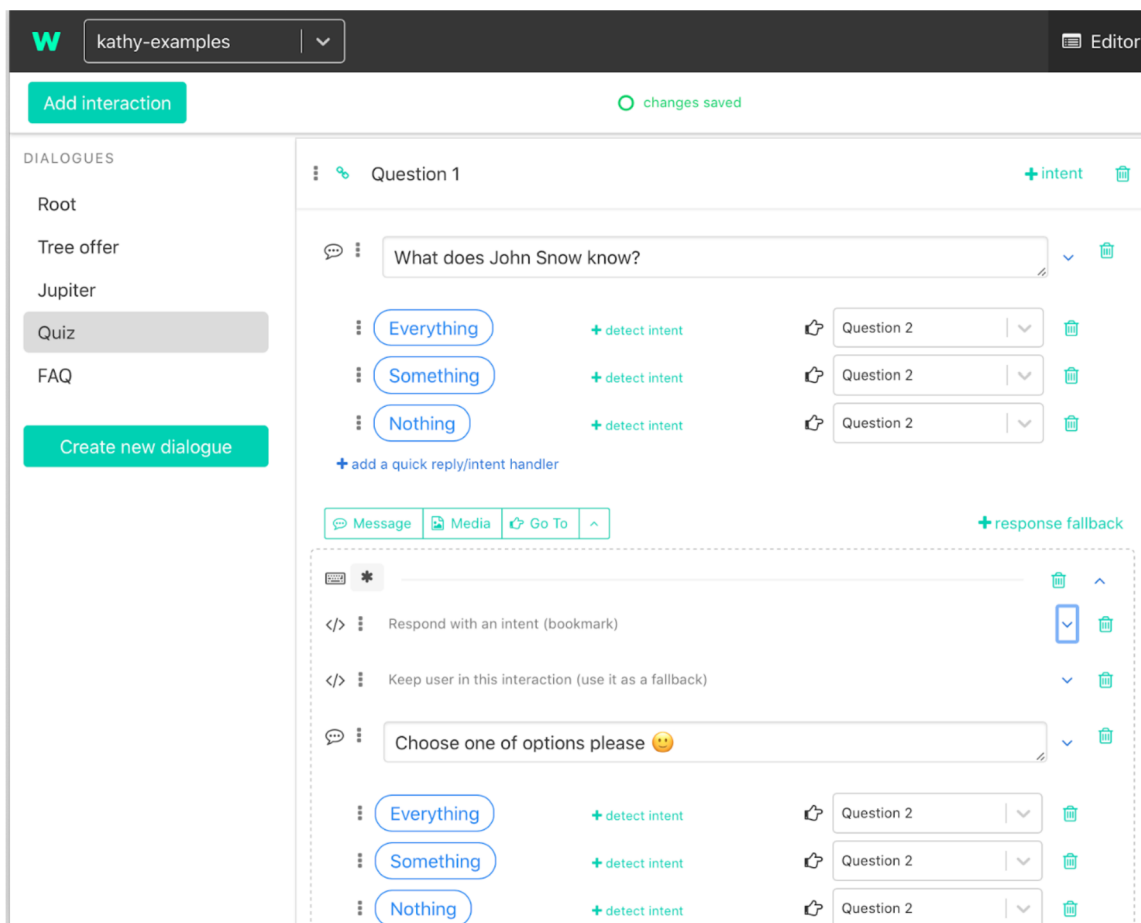 W kathy-examples Editor
Add interaction changes saved
DIALOGUES
Root
Tree offer
Jupiter
Quiz
FAQ
Create new dialogue
Question 1 +intent
What does John Snow know?
Everything + detect intent Question 2
Something + detect intent Question 2
Nothing + detect intent Question 2
+ add a quick reply/intent handler
Message Media Go To +response fallback
*
</> Respond with an intent (bookmark)
</> Keep user in this interaction (use it as a fallback)
Choose one of options please 🙂
Everything + detect intent Question 2
Something + detect intent Question 2
Nothing + detect intent Question 2